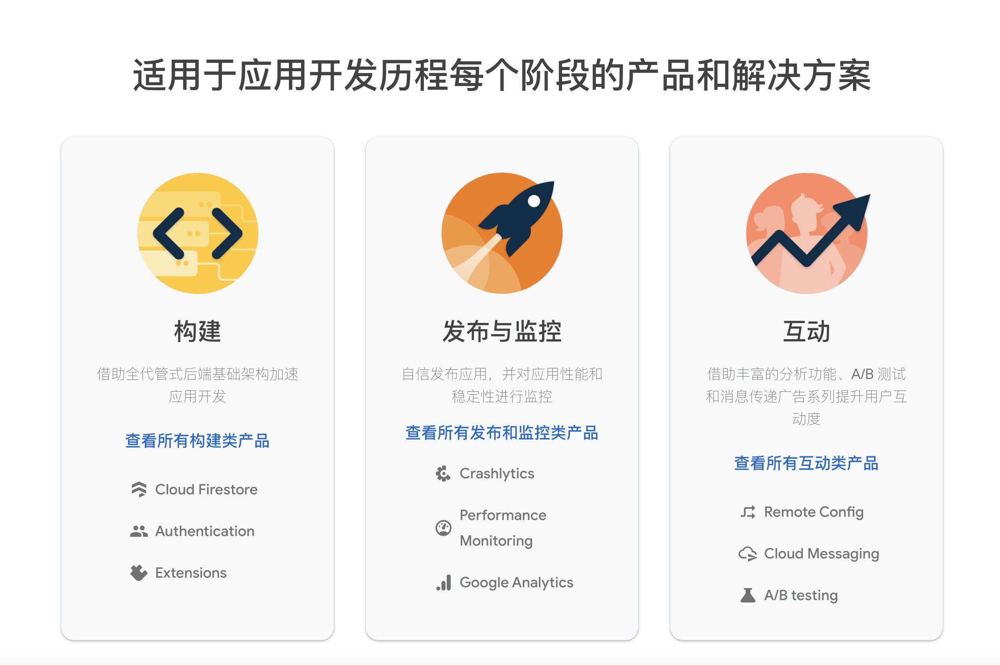 适用于应用开发历程每个阶段的产品和解决方案
构建
借助全代管式后端基础架构加速
应用开发
查看所有构建类产品
Cloud Firestore
Authentication
Extensions
发布与监控
自信发布应用，并对应用性能和
稳定性进行监控
查看所有发布和监控类产品
Crashlytics
Performance
Monitoring
Google Analytics
互动
借助丰富的分析功能、A/B 测试
和消息传递广告系列提升用户互
动度
查看所有互动类产品
Remote Config
Cloud Messaging
A/B testing